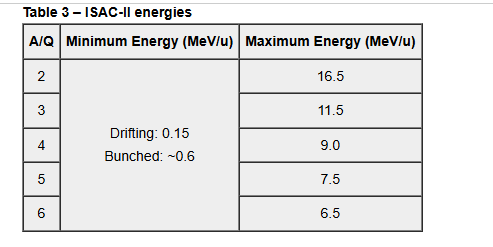 Table 3 – ISAC-II energies
A/Q Minimum Energy (MeV/u) Maximum Energy (MeV/u)
2 16.5
3 11.5
Drifting: 0.15
4 9.0
Bunched: ~0.6
5 7.5
6 6.5